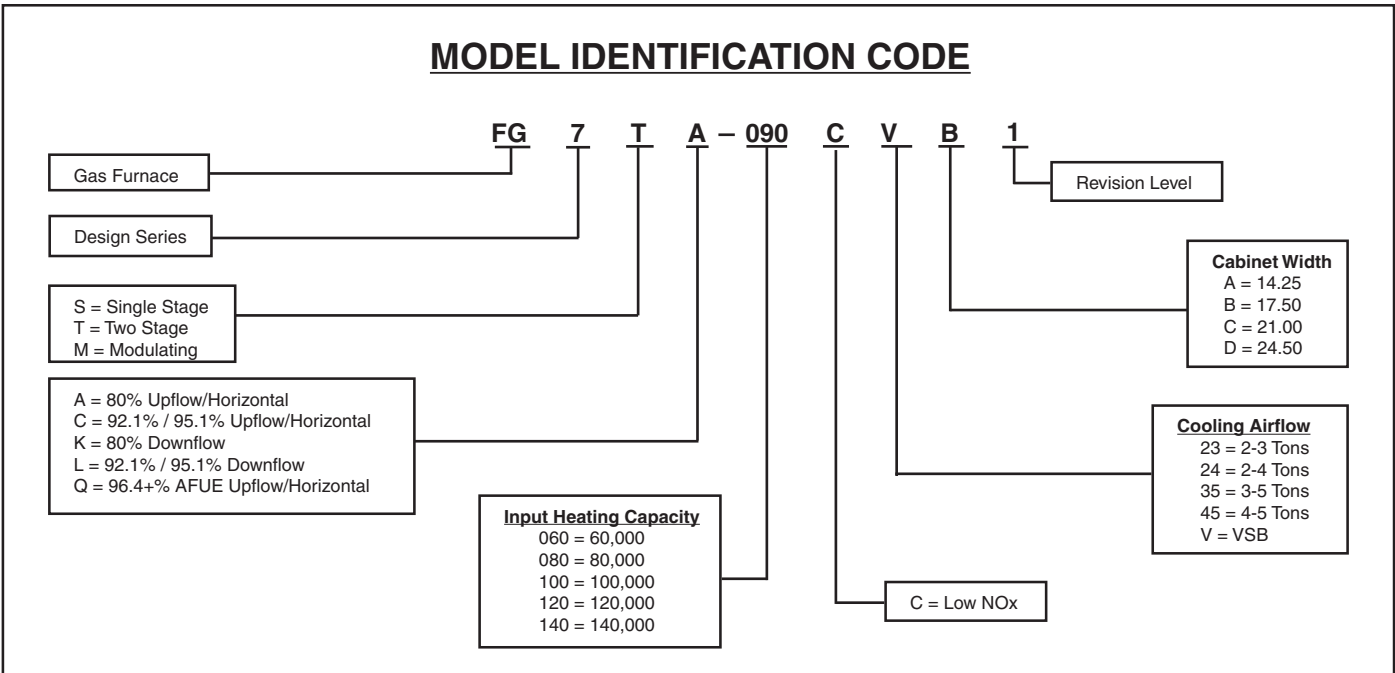 MODEL IDENTIFICATION CODE
FG 7 T A – 090 C V B 1
Gas Furnace
Revision Level
Design Series
S = Single Stage
T = Two Stage
M = Modulating
Cabinet Width
A = 14.25
B = 17.50
C = 21.00
D = 24.50
A = 80% Upflow/Horizontal
C = 92.1% / 95.1% Upflow/Horizontal
K = 80% Downflow
L = 92.1% / 95.1% Downflow
Q = 96.4+% AFUE Upflow/Horizontal
Cooling Airflow
23 = 2-3 Tons
24 = 2-4 Tons
35 = 3-5 Tons
45 = 4-5 Tons
V = VSB
Input Heating Capacity
060 = 60,000
080 = 80,000
100 = 100,000
120 = 120,000
140 = 140,000
C = Low NOx